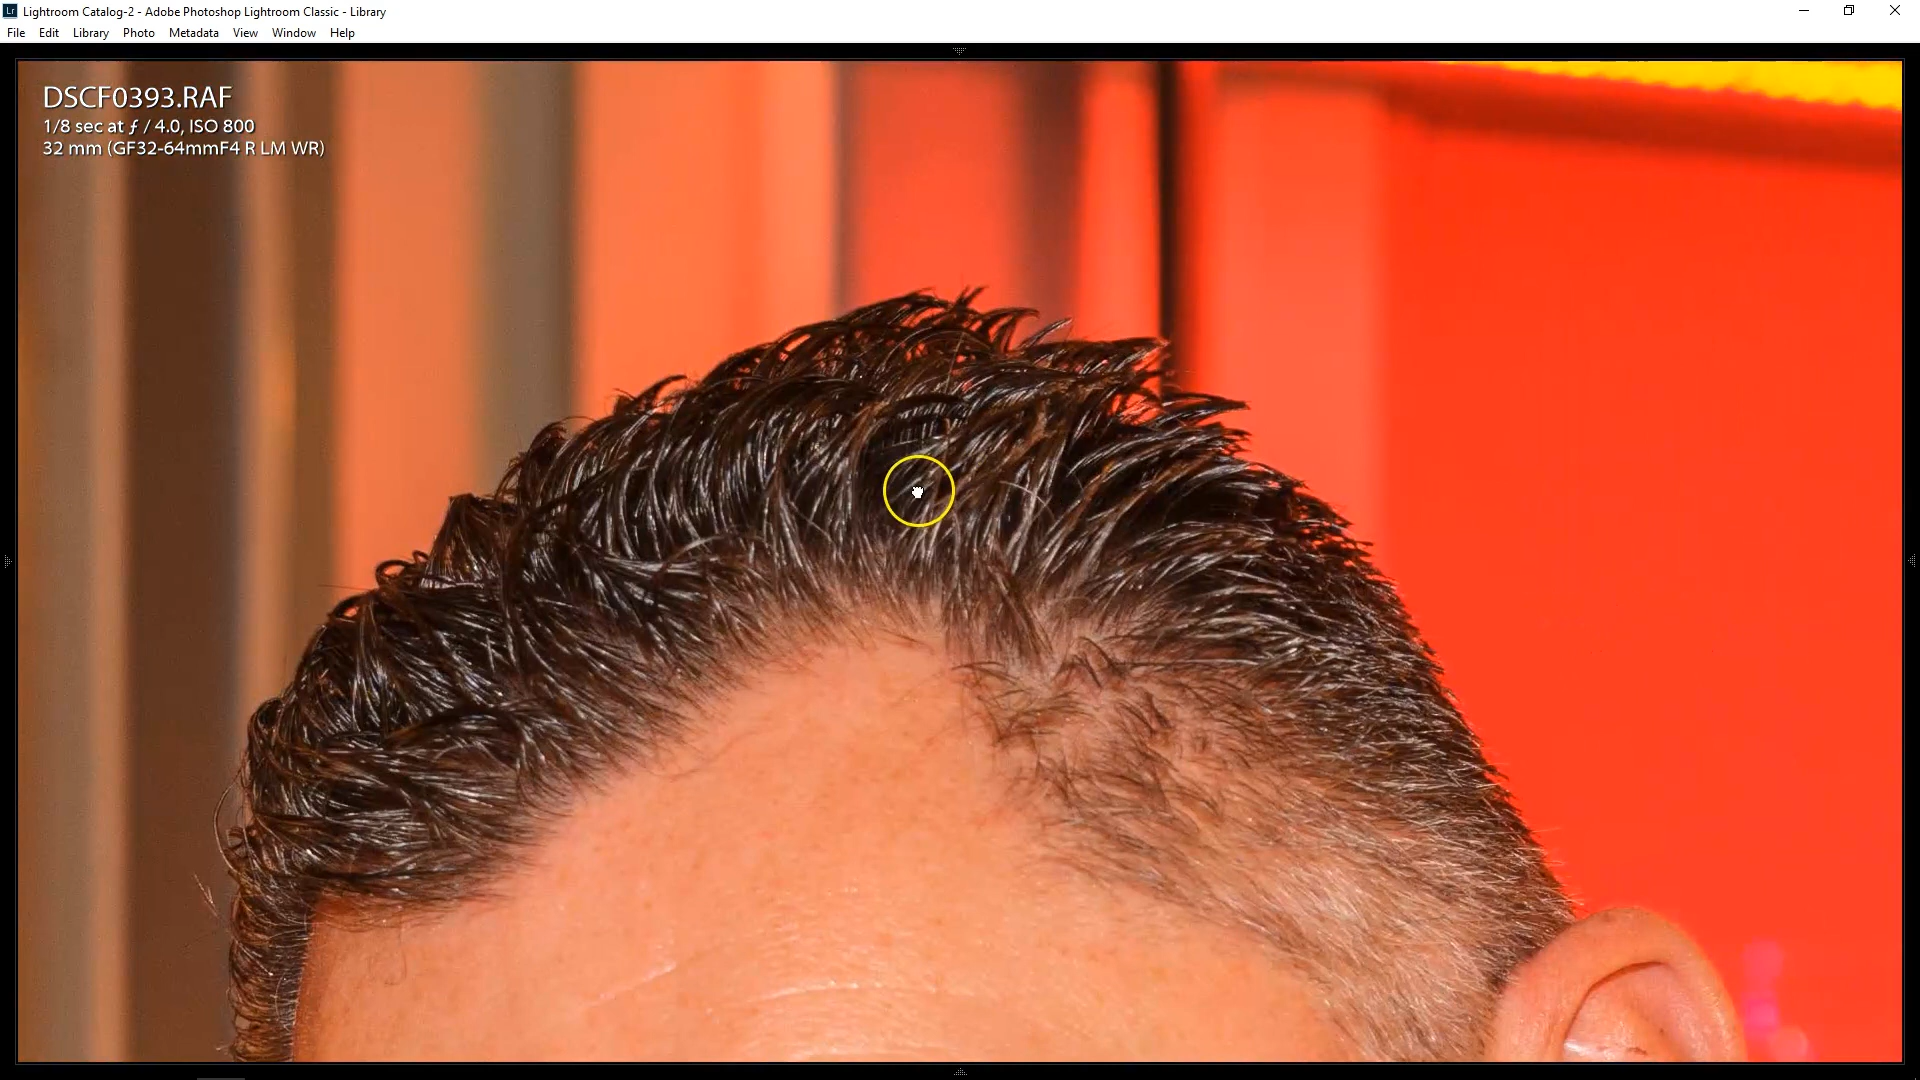 Lr Lightroom Catalog-2 - Adobe Photoshop Lightroom Classic - Library
File Edit Library Photo Metadata View Window Help
DSCF0393.RAF
1/8 sec at ƒ / 4.0, ISO 800
32 mm (GF32-64mmF4 R LM WR)